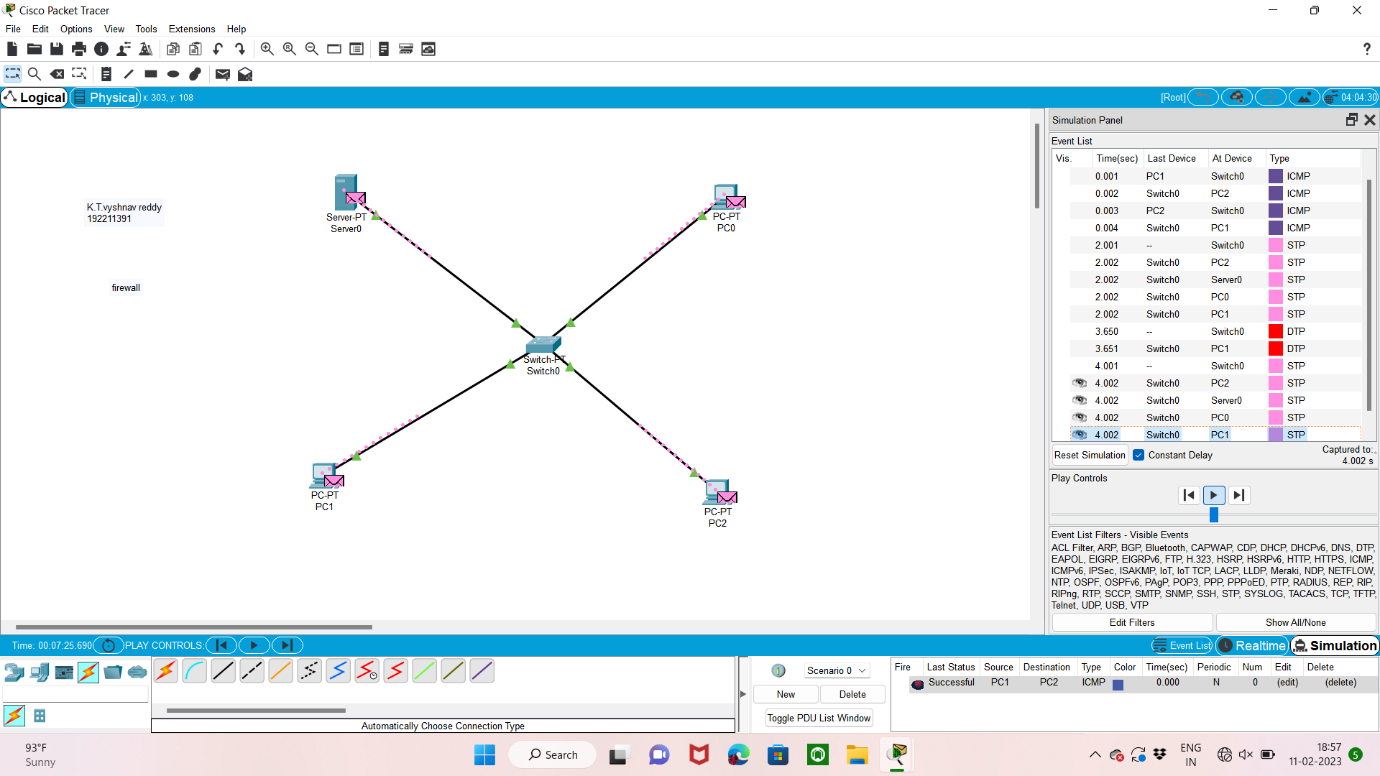 Cisco Packet Tracer
File Edit Options View Tools Extensions Help
?
Logical Physical x: 303, y: 108
[Root] 04:04:30
K.T.vyshnav reddy
192211391
firewall
Server-PT
Server0
PC-PT
PC0
Switch-PT
Switch0
PC-PT
PC1
PC-PT
PC2
Simulation Panel
Event List
Vis. Time(sec) Last Device At Device Type
0.001 PC1 Switch0 ICMP
0.002 Switch0 PC2 ICMP
0.003 PC2 Switch0 ICMP
0.004 Switch0 PC1 ICMP
2.001 -- Switch0 STP
2.002 Switch0 PC2 STP
2.002 Switch0 Server0 STP
2.002 Switch0 PC0 STP
2.002 Switch0 PC1 STP
3.650 -- Switch0 DTP
3.651 Switch0 PC1 DTP
4.001 -- Switch0 STP
4.002 Switch0 PC2 STP
4.002 Switch0 Server0 STP
4.002 Switch0 PC0 STP
4.002 Switch0 PC1 STP
Reset Simulation Constant Delay
Captured to:
4.002 s
Play Controls
Event List Filters - Visible Events
ACL Filter, ARP, BGP, Bluetooth, CAPWAP, CDP, DHCP, DHCPv6, DNS, DTP,
EAPOL, EIGRP, EIGRPv6, FTP, H.323, HSRP, HSRPv6, HTTP, HTTPS, ICMP,
ICMPv6, IPSec, ISAKMP, IoT, IoT TCP, LACP, LLDP, Meraki, NDP, NETFLOW,
NTP, OSPF, OSPFv6, PAgP, POP3, PPP, PPPoED, PTP, RADIUS, REP, RIP,
RIPng, RTP, SCCP, SMTP, SNMP, SSH, STP, SYSLOG, TACACS, TCP, TFTP,
Telnet, UDP, USB, VTP
Edit Filters Show All/None
Time: 00:07:25.690 PLAY CONTROLS:
Event List Realtime Simulation
Automatically Choose Connection Type
Scenario 0
New Delete
Toggle PDU List Window
Fire Last Status Source Destination Type Color Time(sec) Periodic Num Edit Delete
Successful PC1 PC2 ICMP 0.000 N 0 (edit) (delete)
93°F
Sunny
Search
ENG
IN
18:57
11-02-2023
5